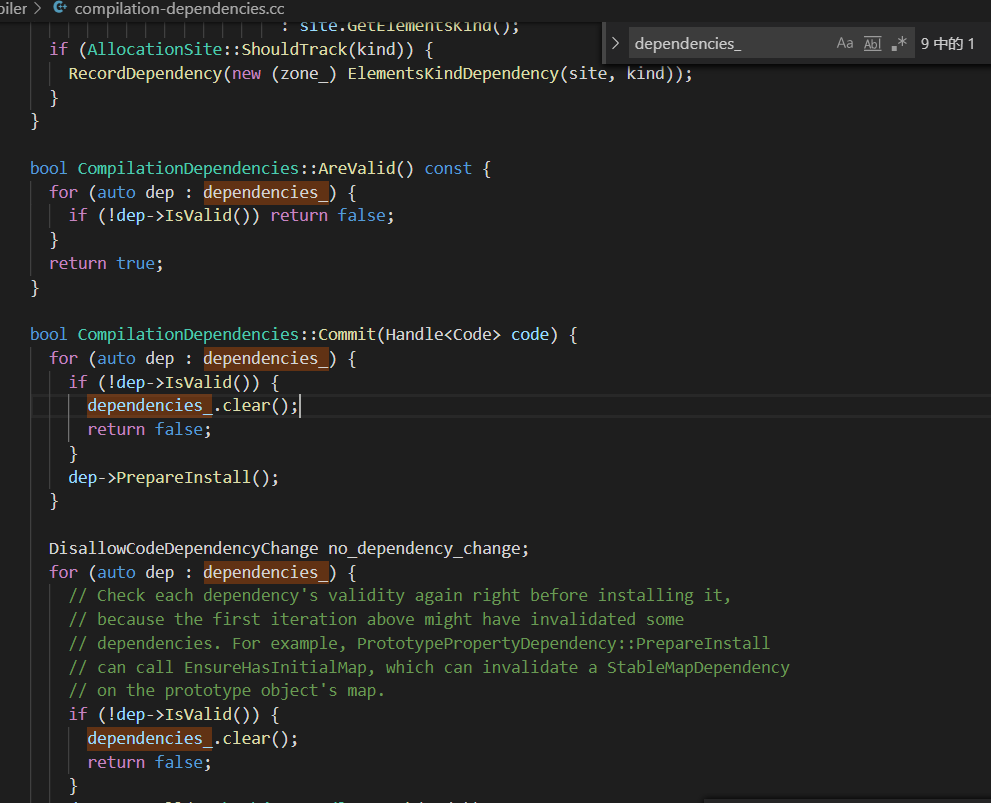 piler > compilation-dependencies.cc
dependencies_ Aa Abl .* 9 中的 1
: site.GetElementsKind();
if (AllocationSite::ShouldTrack(kind)) {
RecordDependency(new (zone_) ElementsKindDependency(site, kind));
}
}
bool CompilationDependencies::AreValid() const {
for (auto dep : dependencies_) {
if (!dep->IsValid()) return false;
}
return true;
}
bool CompilationDependencies::Commit(Handle<Code> code) {
for (auto dep : dependencies_) {
if (!dep->IsValid()) {
dependencies_.clear();
return false;
}
dep->PrepareInstall();
}
DisallowCodeDependencyChange no_dependency_change;
for (auto dep : dependencies_) {
// Check each dependency's validity again right before installing it,
// because the first iteration above might have invalidated some
// dependencies. For example, PrototypePropertyDependency::PrepareInstall
// can call EnsureHasInitialMap, which can invalidate a StableMapDependency
// on the prototype object's map.
if (!dep->IsValid()) {
dependencies_.clear();
return false;
}